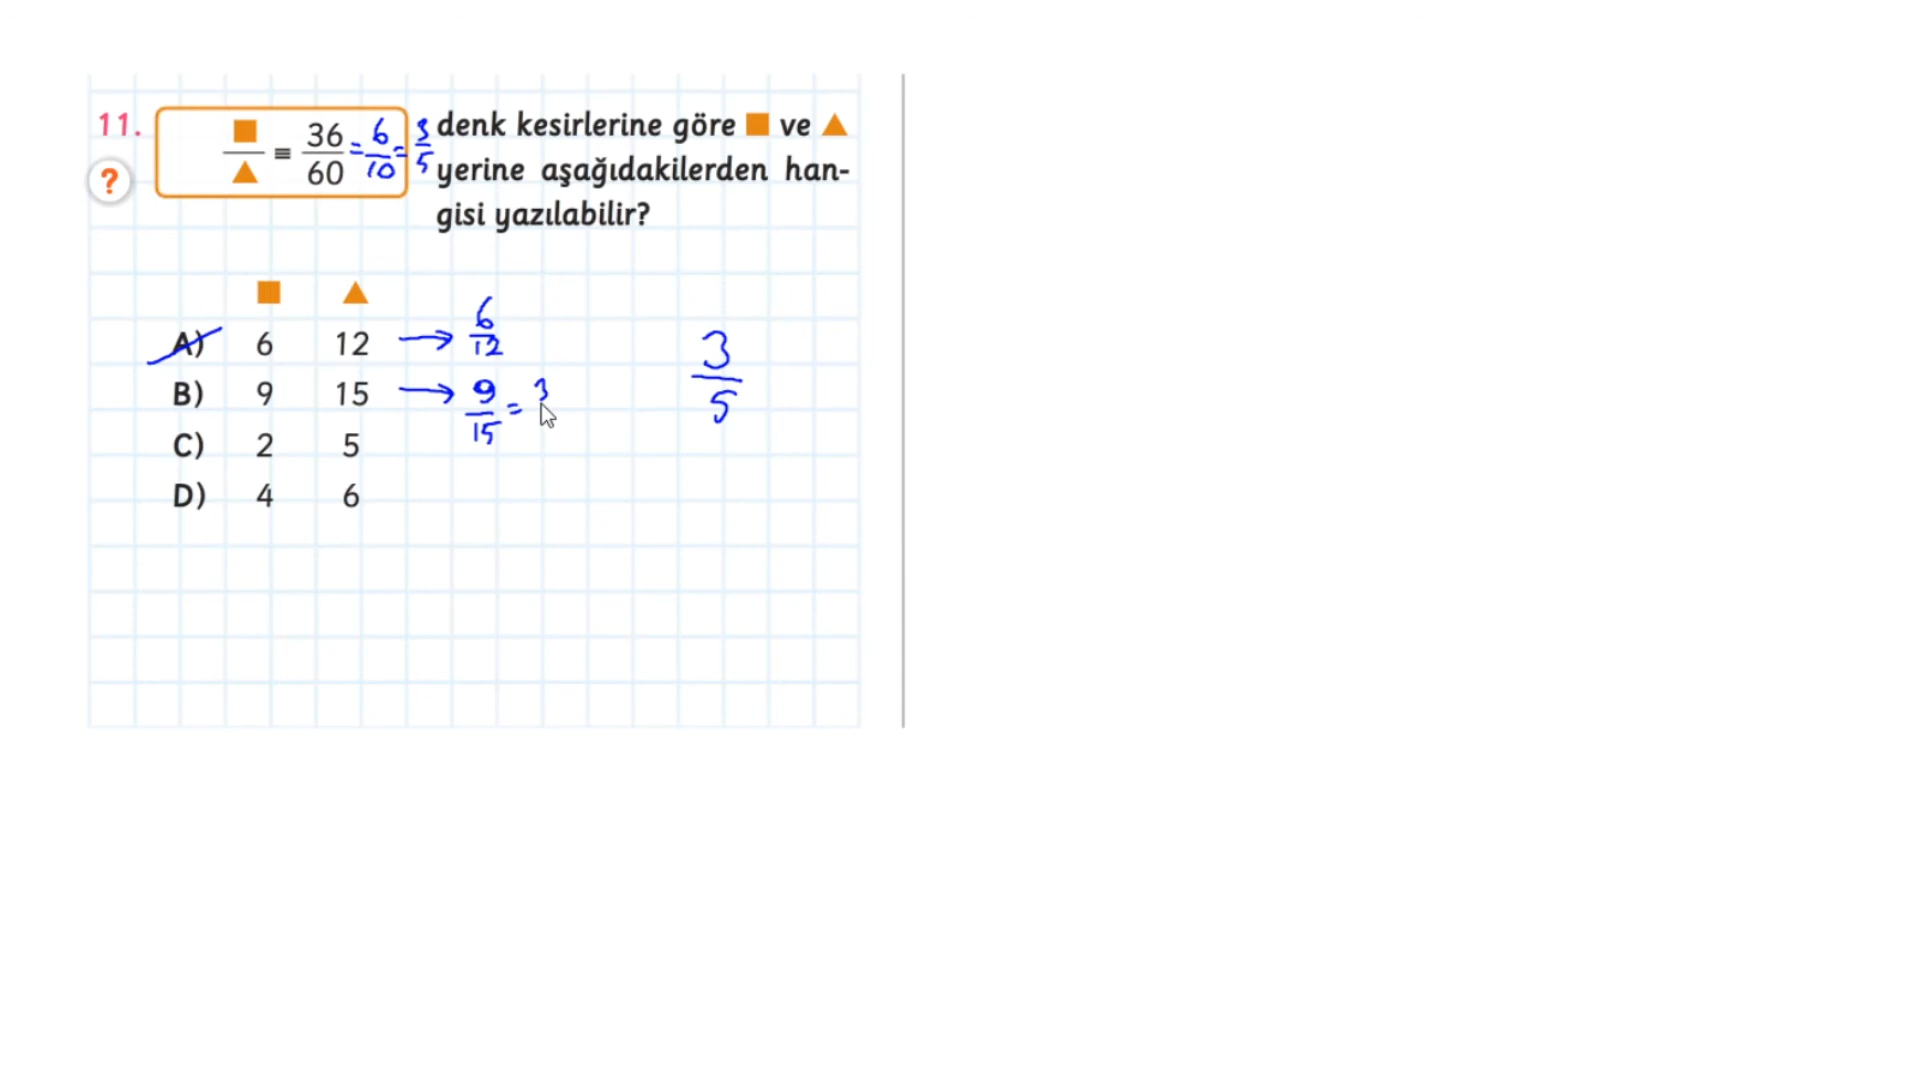 11. ■/▲ ≡ 36/60 = 6/10 = 3/5 denk kesirlerine göre ■ ve ▲
? yerine aşağıdakilerden han-
gisi yazılabilir?
■ ▲
A) 6 12 → 6/12
B) 9 15 → 9/15 = 3
C) 2 5
D) 4 6
3/5